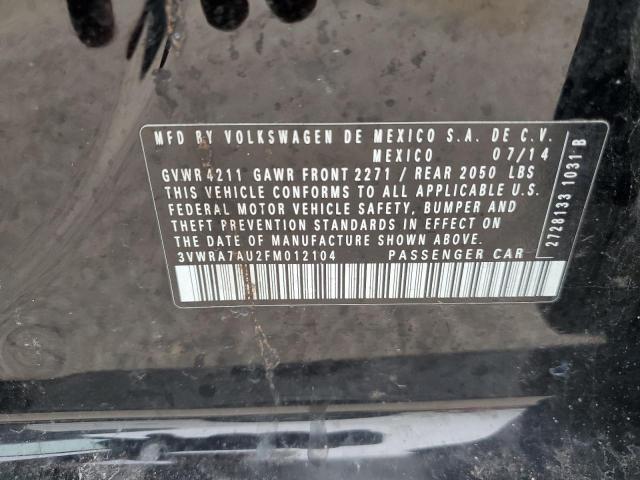 MFD BY VOLKSWAGEN DE MEXICO S.A. DE C.V.
MEXICO 07/14
GVWR 4211 GAWR FRONT 2271 / REAR 2050 LBS
THIS VEHICLE CONFORMS TO ALL APPLICABLE U.S.
FEDERAL MOTOR VEHICLE SAFETY, BUMPER AND
THEFT PREVENTION STANDARDS IN EFFECT ON
THE DATE OF MANUFACTURE SHOWN ABOVE.
3VWRA7AU2FM012104 PASSENGER CAR
2728133 1031 B